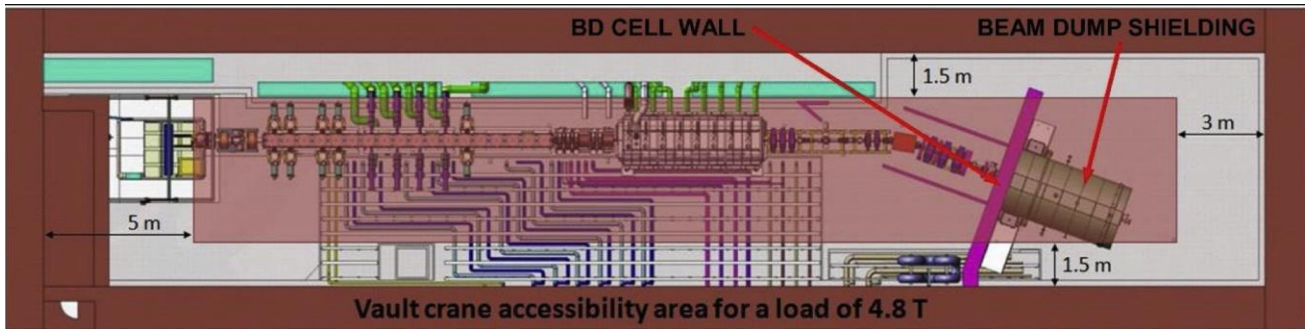 BD CELL WALL
BEAM DUMP SHIELDING
1.5 m
3 m
5 m
1.5 m
Vault crane accessibility area for a load of 4.8 T